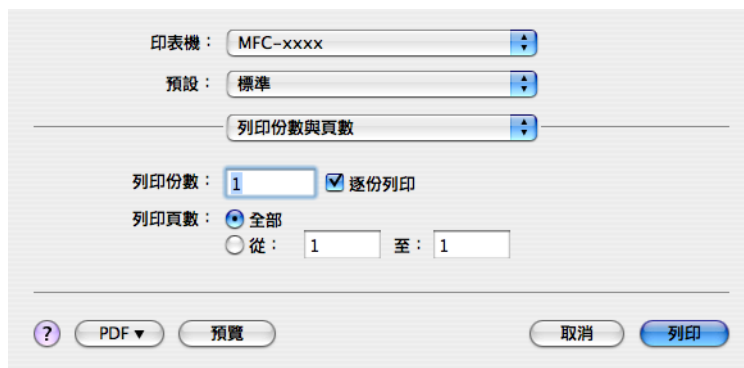 印表機： MFC-xxxx
預設： 標準
列印份數與頁數
列印份數： 1 逐份列印
列印頁數： 全部
從： 1 至： 1
? PDF▼ 預覽 取消 列印